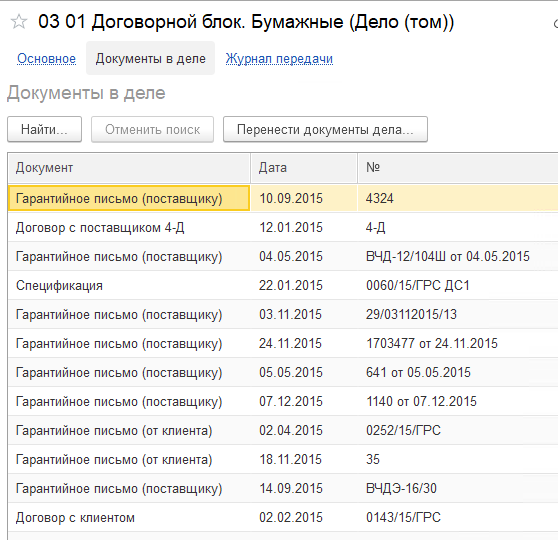 03 01 Договорной блок. Бумажные (Дело (том))
Основное Документы в деле Журнал передачи
Документы в деле
Найти... Отменить поиск Перенести документы дела...
Документ Дата №
Гарантийное письмо (поставщику) 10.09.2015 4324
Договор с поставщиком 4-Д 12.01.2015 4-Д
Гарантийное письмо (поставщику) 04.05.2015 ВЧД-12/104Ш от 04.05.2015
Спецификация 22.01.2015 0060/15/ГРС ДС1
Гарантийное письмо (поставщику) 03.11.2015 29/03112015/13
Гарантийное письмо (поставщику) 24.11.2015 1703477 от 24.11.2015
Гарантийное письмо (поставщику) 05.05.2015 641 от 05.05.2015
Гарантийное письмо (поставщику) 07.12.2015 1140 от 07.12.2015
Гарантийное письмо (от клиента) 02.04.2015 0252/15/ГРС
Гарантийное письмо (от клиента) 18.11.2015 35
Гарантийное письмо (поставщику) 14.09.2015 ВЧДЭ-16/30
Договор с клиентом 02.02.2015 0143/15/ГРС